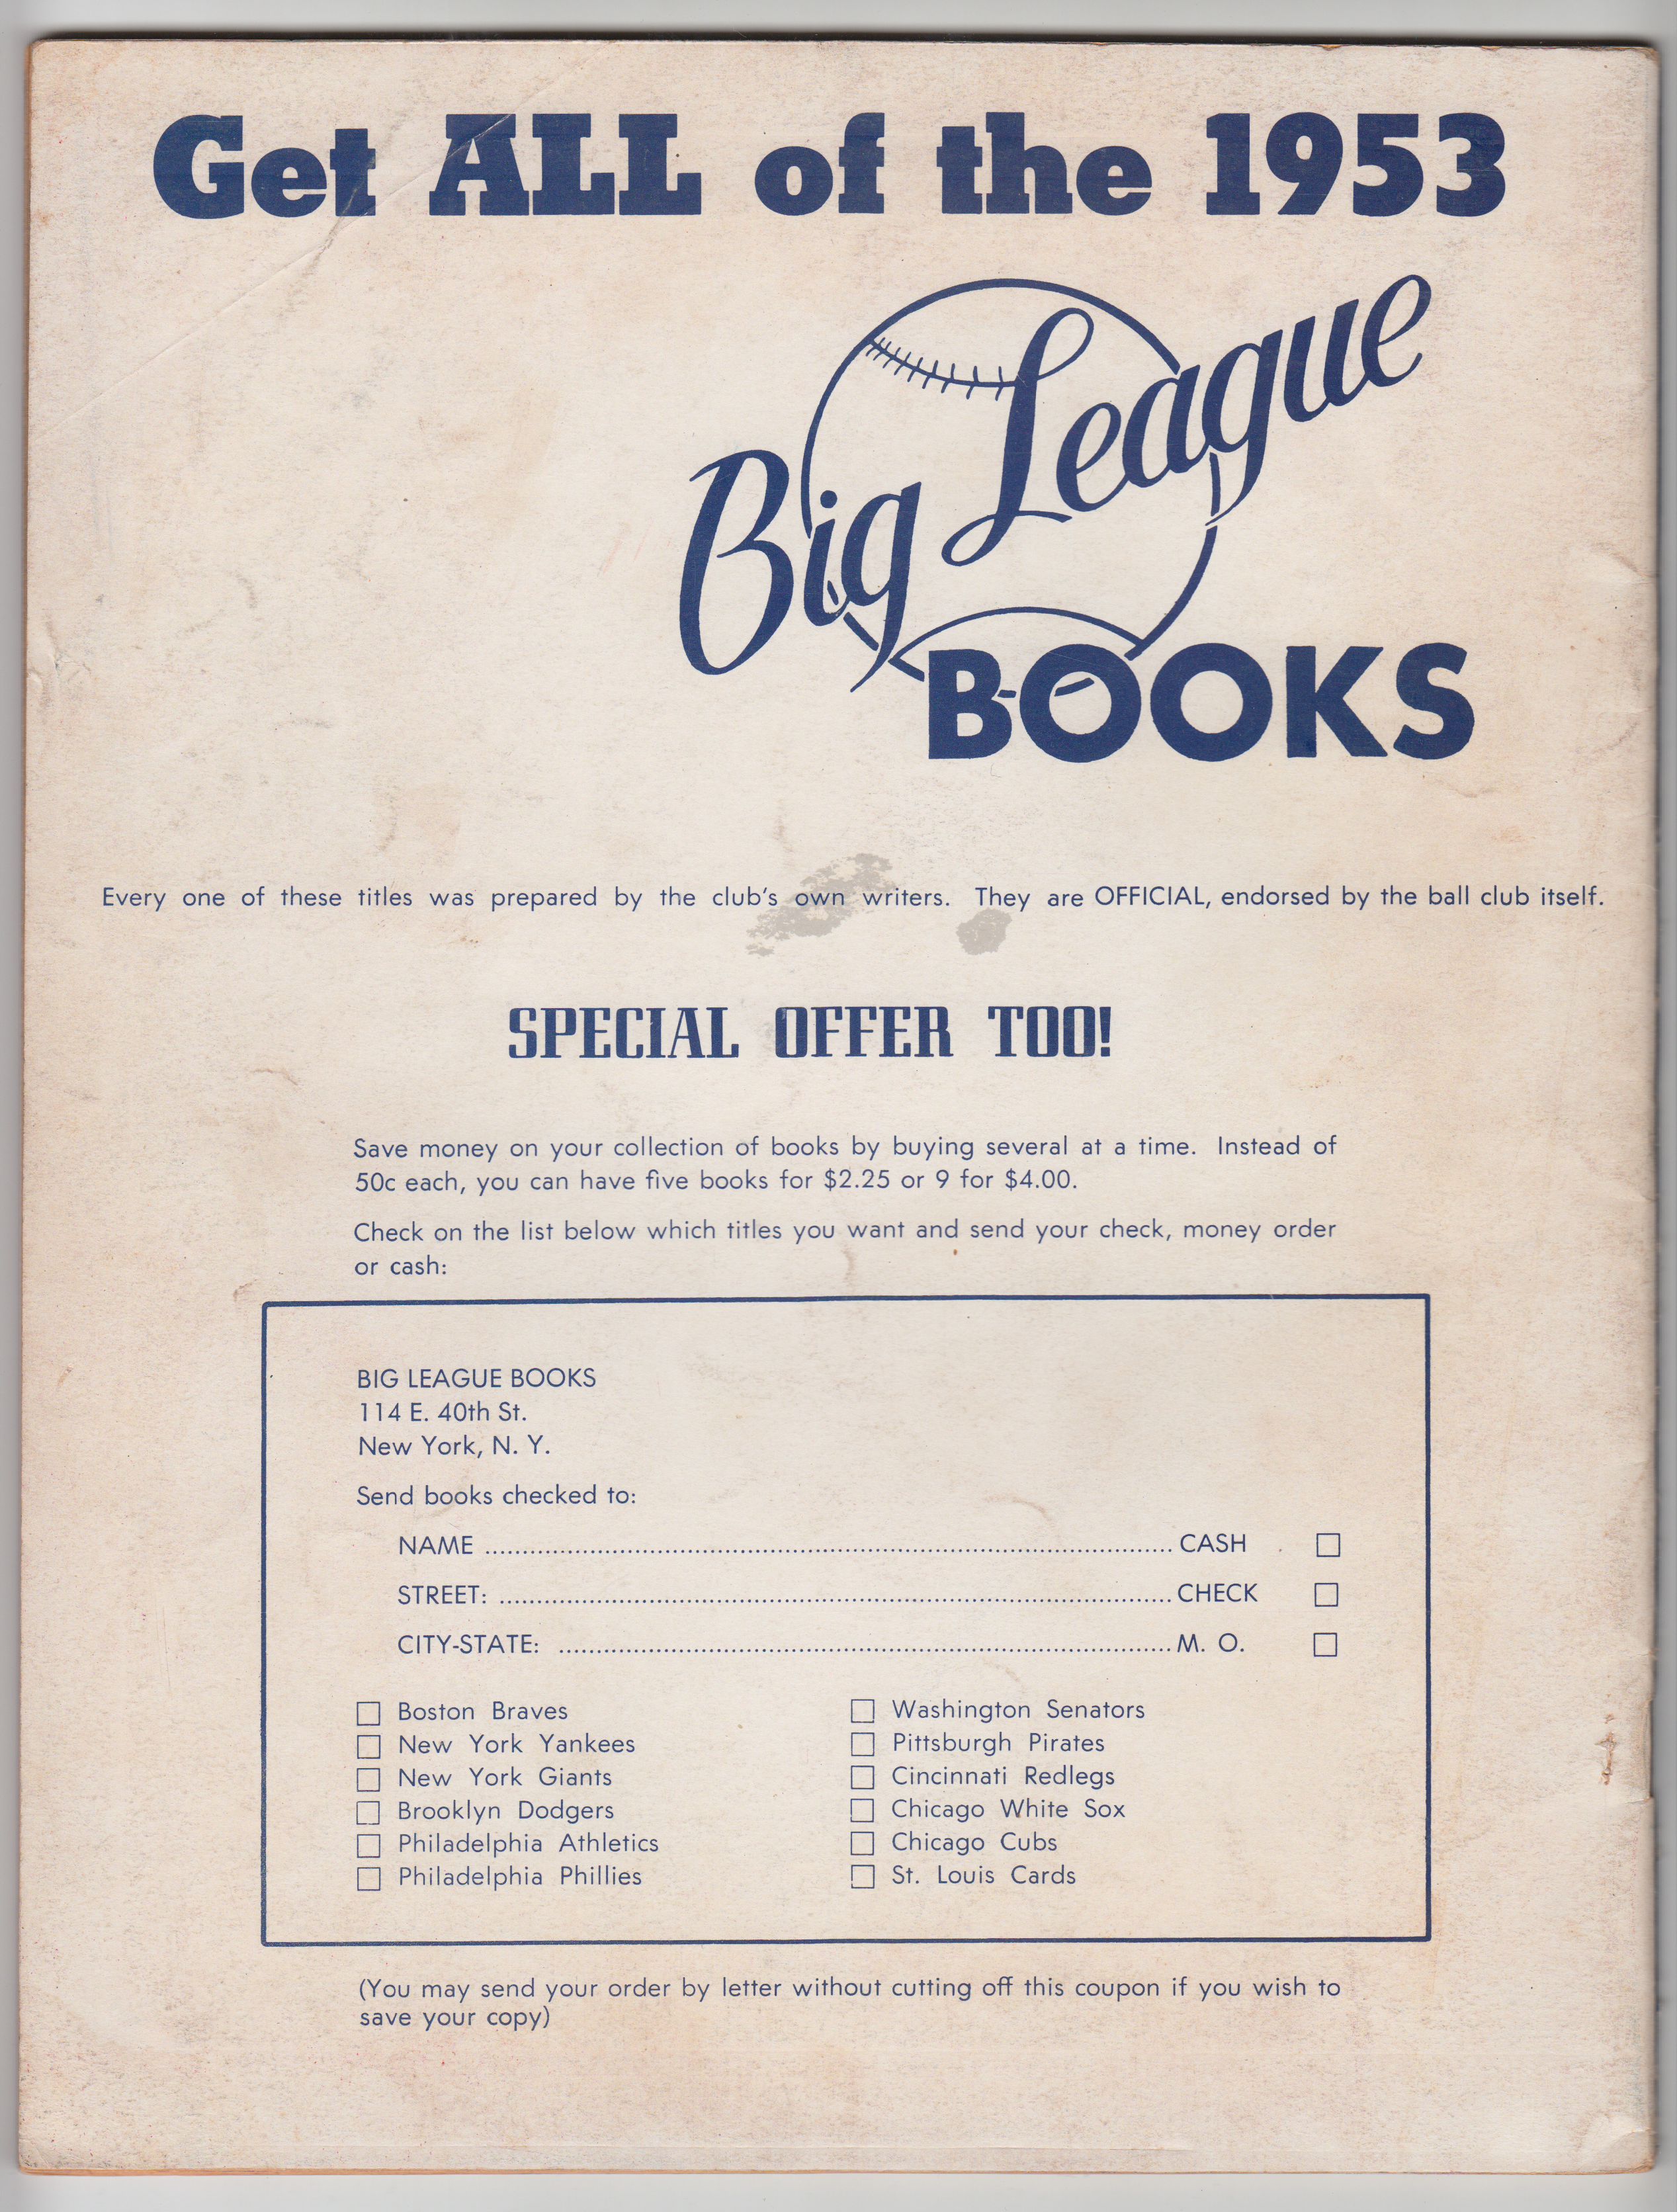 Get ALL of the 1953
Big League
BOOKS
Every one of these titles was prepared by the club's own writers. They are OFFICIAL, endorsed by the ball club itself.
SPECIAL OFFER TOO!
Save money on your collection of books by buying several at a time. Instead of
50c each, you can have five books for $2.25 or 9 for $4.00.
Check on the list below which titles you want and send your check, money order
or cash:
BIG LEAGUE BOOKS
114 E. 40th St.
New York, N. Y.
Send books checked to:
NAME ........................ CASH ☐
STREET: ........................ CHECK ☐
CITY-STATE: ........................ M. O. ☐
☐ Boston Braves
☐ New York Yankees
☐ New York Giants
☐ Brooklyn Dodgers
☐ Philadelphia Athletics
☐ Philadelphia Phillies
☐ Washington Senators
☐ Pittsburgh Pirates
☐ Cincinnati Redlegs
☐ Chicago White Sox
☐ Chicago Cubs
☐ St. Louis Cards
(You may send your order by letter without cutting off this coupon if you wish to
save your copy)